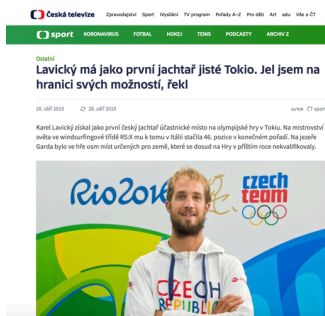 Česká televize Zpravodajství Sport iVysílání TV program Pořady A–Z Pro děti Art edu Vše o ČT
sport KORONAVIRUS FOTBAL HOKEJ TENIS PODCASTY ARCHIV Z
Ostatní
Lavický má jako první jachtař jisté Tokio. Jel jsem na
hranici svých možností, řekl
28. září 2019 28. září 2019 autor: ČT sport
Karel Lavický získal jako první český jachtař účastnické místo na olympijské hry v Tokiu. Na mistrovství
světa ve windsurfingové třídě RS:X mu k tomu v Itálii stačila 46. pozice v konečném pořadí. Na jezeře
Garda bylo ve hře osm míst určených pro země, které se dosud na Hry v příštím roce nekvalifikovaly.
Rio2016
czech
team
CZECH
REPUBLIC